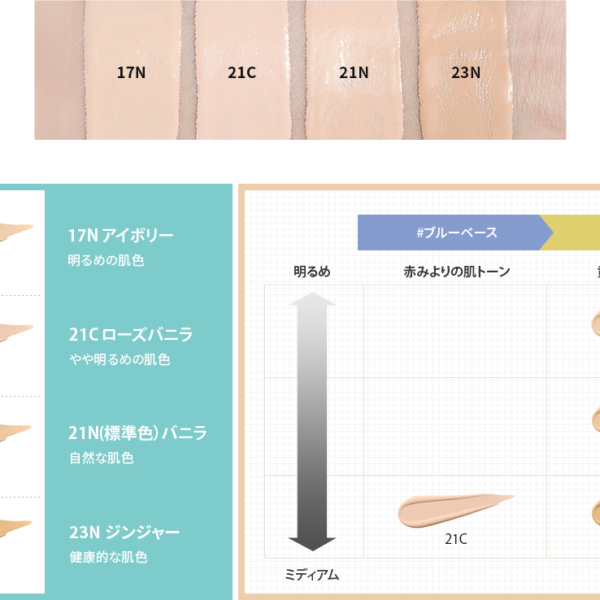 17N
21C
21N
23N
17N アイボリー
明るめの肌色
21C ローズバニラ
やや明るめの肌色
21N(標準色)バニラ
自然な肌色
23N ジンジャー
健康的な肌色
#ブルーベース
明るめ
赤みよりの肌トーン
21C
ミディアム